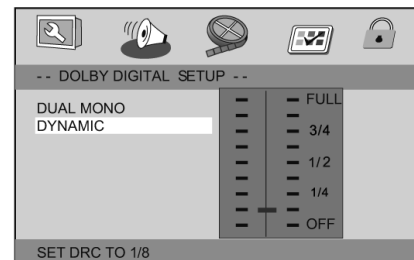 -- DOLBY DIGITAL SETUP --
DUAL MONO
DYNAMIC
FULL
3/4
1/2
1/4
OFF
SET DRC TO 1/8